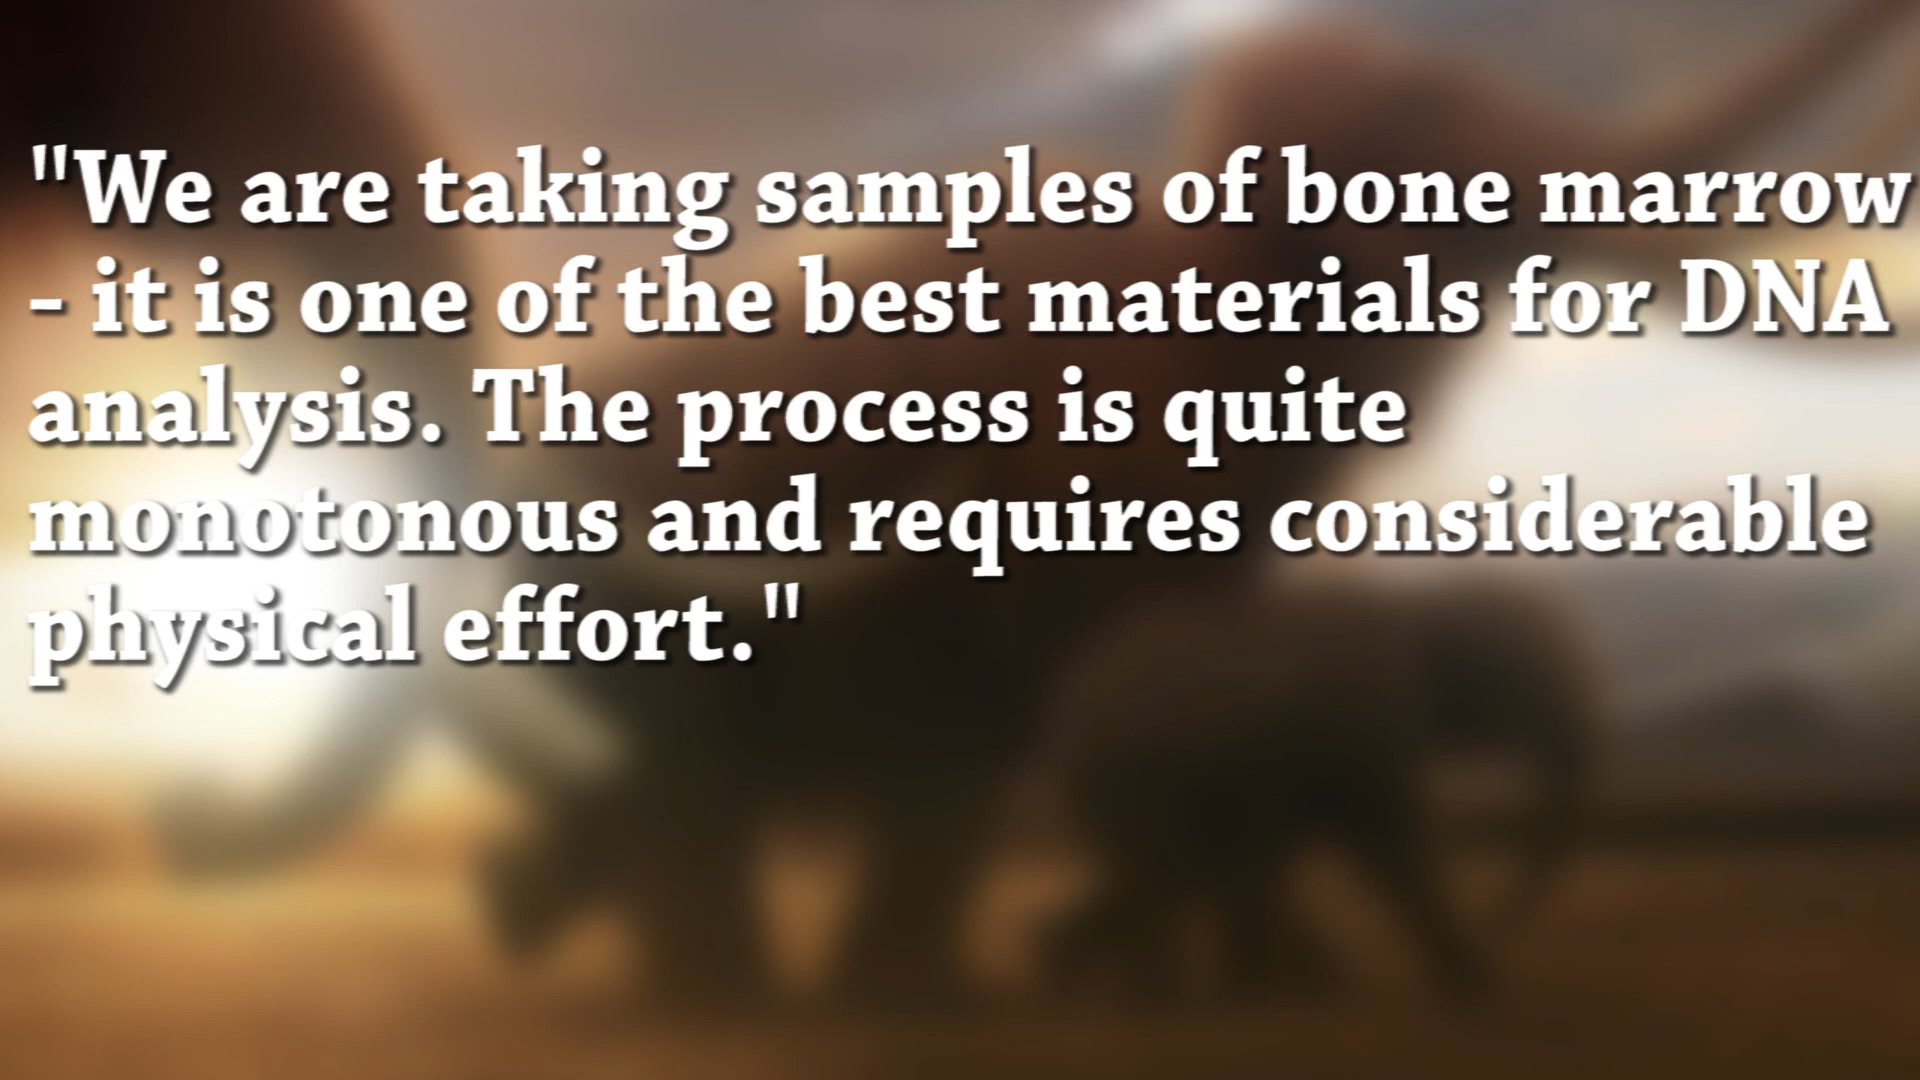 "We are taking samples of bone marrow
- it is one of the best materials for DNA
analysis. The process is quite
monotonous and requires considerable
physical effort."